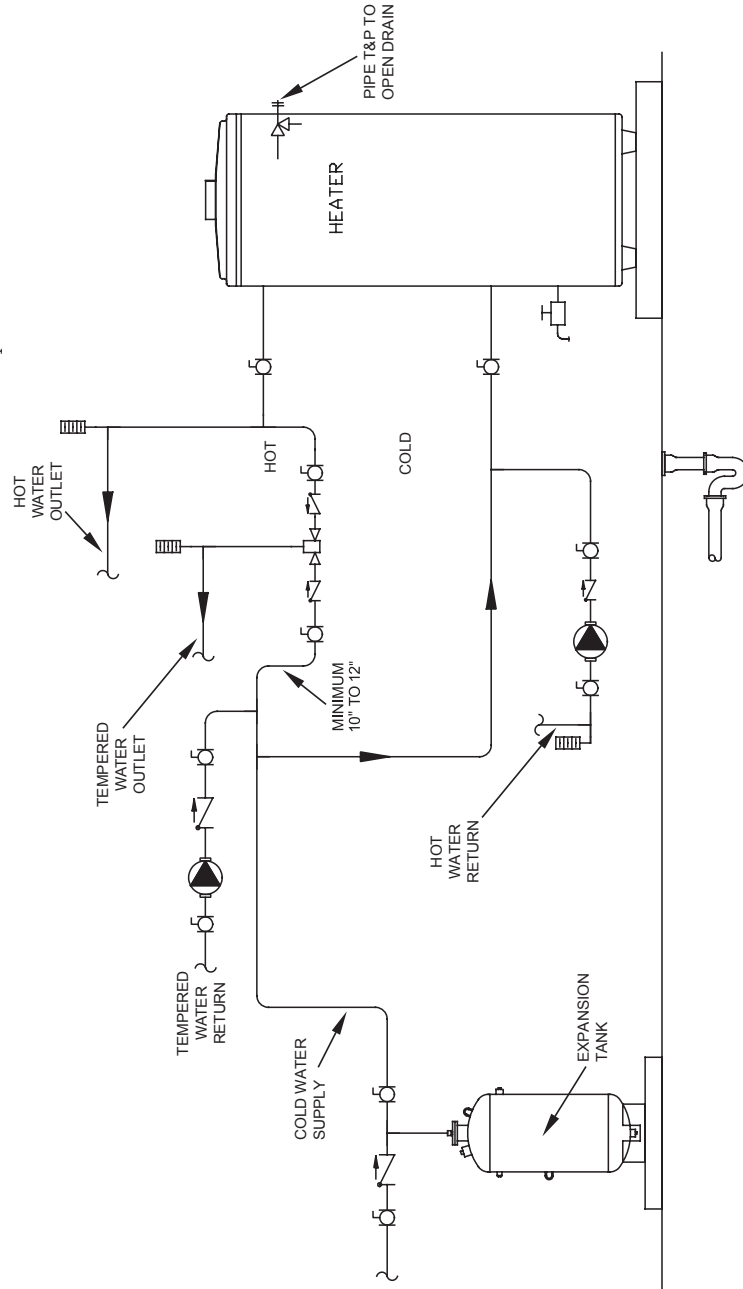 PIPE T&P TO
OPEN DRAIN
HEATER
HOT
WATER
OUTLET
HOT
COLD
TEMPERED
WATER
OUTLET
MINIMUM
10" TO 12"
HOT
WATER
RETURN
TEMPERED
WATER
RETURN
COLD WATER
SUPPLY
EXPANSION
TANK